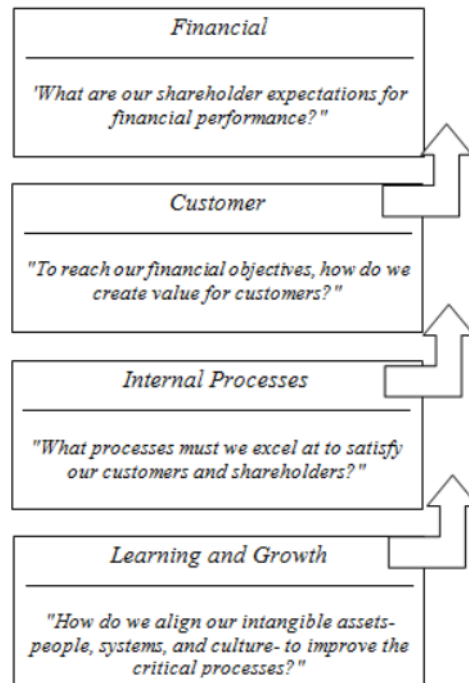 Financial
'What are our shareholder expectations for
financial performance?"
Customer
"To reach our financial objectives, how do we
create value for customers?"
Internal Processes
"What processes must we excel at to satisfy
our customers and shareholders?"
Learning and Growth
"How do we align our intangible assets-
people, systems, and culture- to improve the
critical processes?"